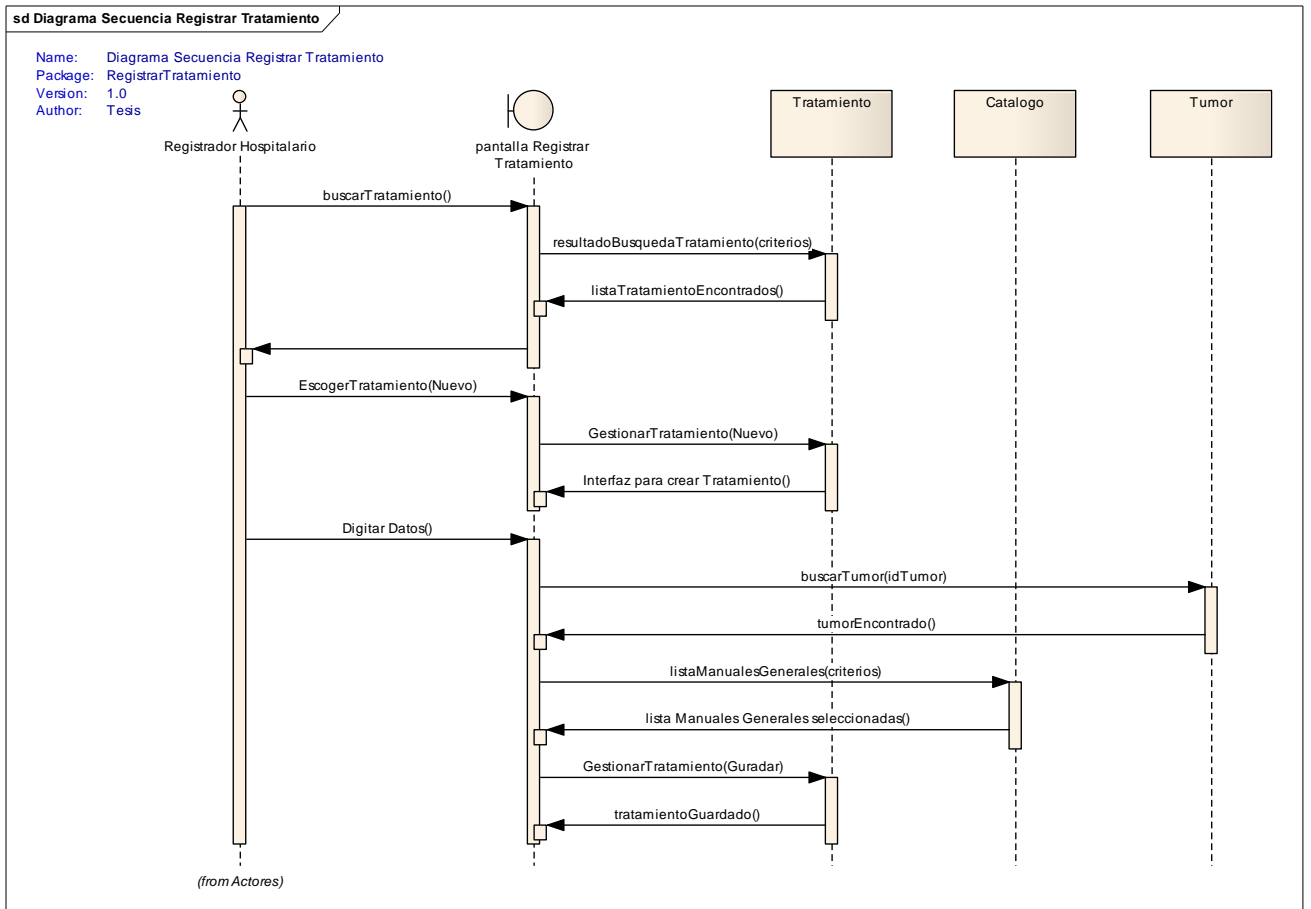 sd Diagrama Secuencia Registrar Tratamiento
Name: Diagrama Secuencia Registrar Tratamiento
Package: RegistrarTratamiento
Version: 1.0
Author: Tesis
Registrador Hospitalario
pantalla Registrar
Tratamiento
Tratamiento
Catalogo
Tumor
buscarTratamiento()
resultadoBusquedaTratamiento(criterios)
listaTratamientoEncontrados()
EscogerTratamiento(Nuevo)
GestionarTratamiento(Nuevo)
Interfaz para crear Tratamiento()
Digitar Datos()
buscarTumor(idTumor)
tumorEncontrado()
listaManualesGenerales(criterios)
lista Manuales Generales seleccionadas()
GestionarTratamiento(Guradar)
tratamientoGuardado()
(from Actores)